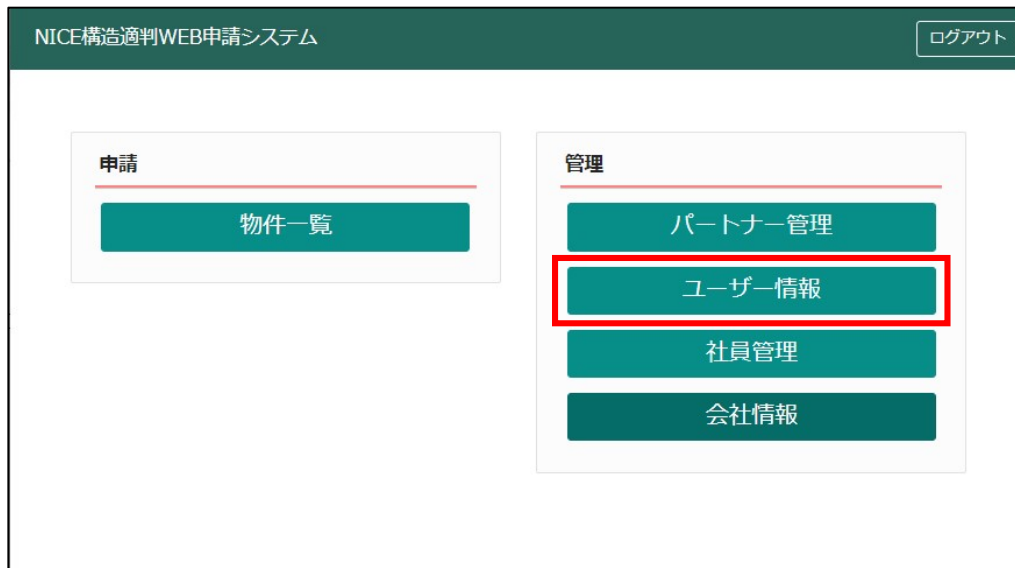 NICE構造適判WEB申請システム
ログアウト
申請
物件一覧
管理
パートナー管理
ユーザー情報
社員管理
会社情報